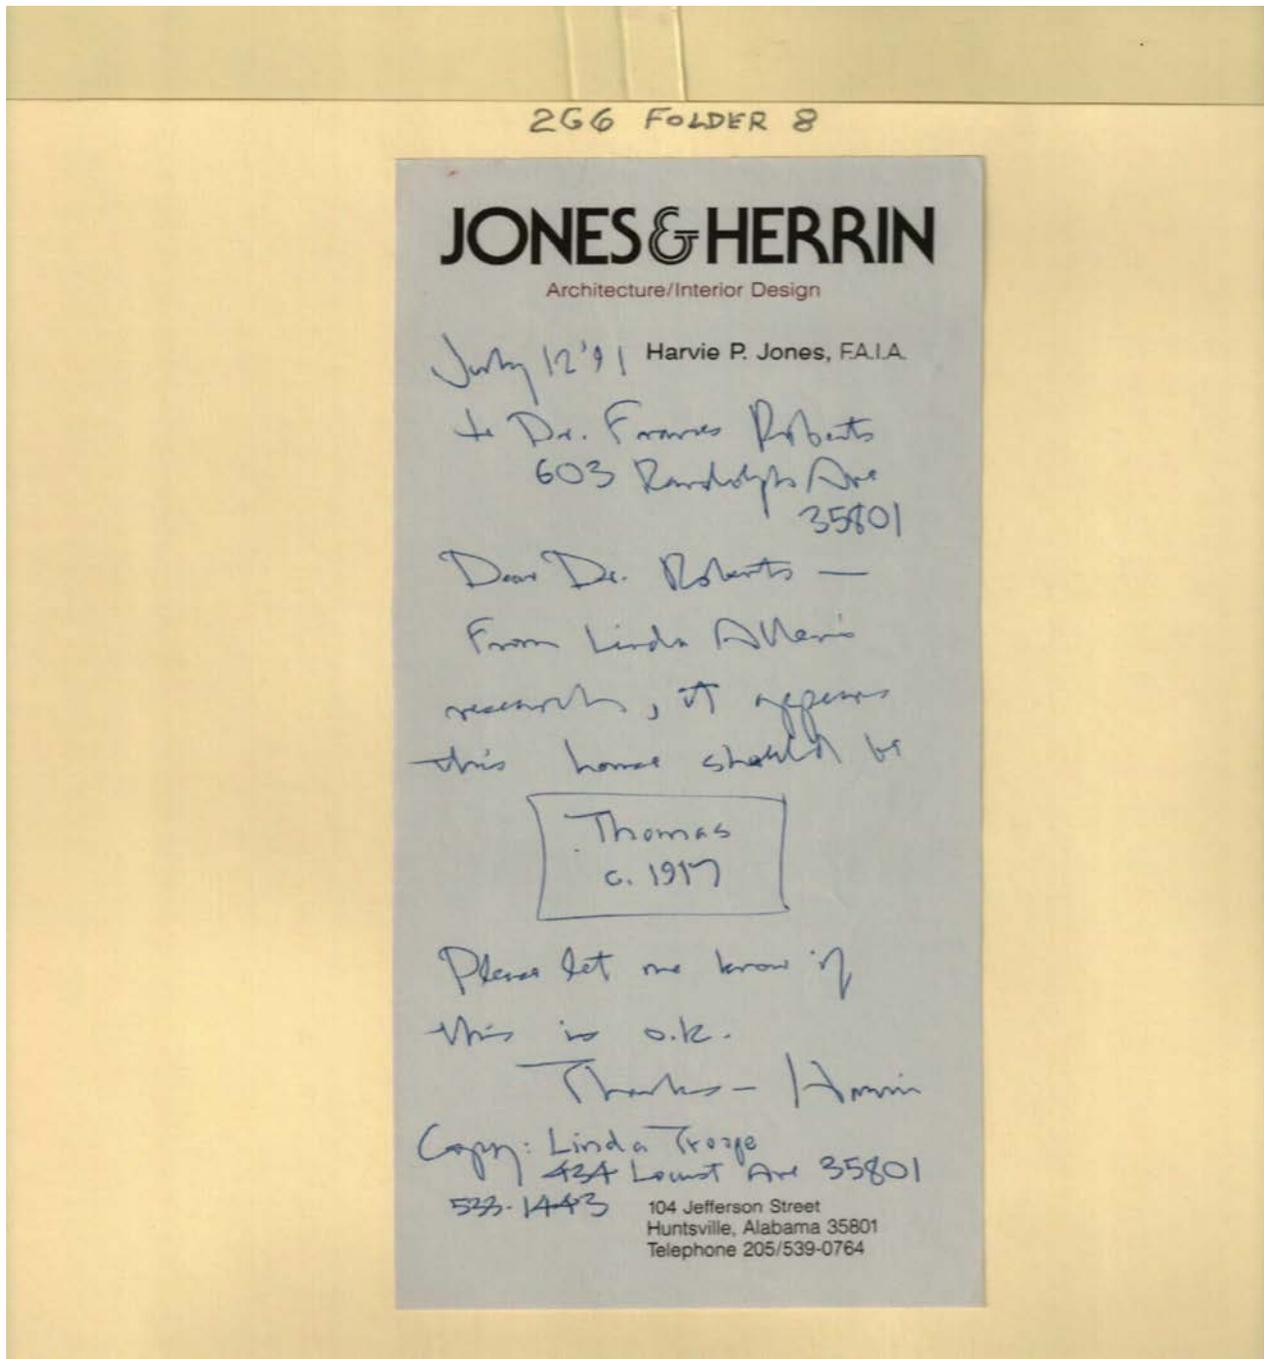 2G6 FOLDER 8
JONES & HERRIN
Architecture/Interior Design
July 12 '91 Harvie P. Jones, F.A.I.A.
to Dr. Frances Roberts
603 Randolph Ave
35801
Dear Dr. Roberts —
From Linda Allen's
research, it appears
this house should be
Thomas
c. 1917
Please let me know if
this is o.k.
Thanks — Harvie
Copy: Linda
434 Locust Ave 35801
533-1443
104 Jefferson Street
Huntsville, Alabama 35801
Telephone 205/539-0764